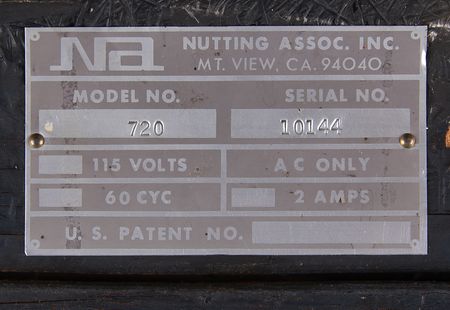 NA NUTTING ASSOC. INC.
MT. VIEW, CA. 94040
MODEL NO. SERIAL NO.
720 10144
115 VOLTS AC ONLY
60 CYC 2 AMPS
U. S. PATENT NO.